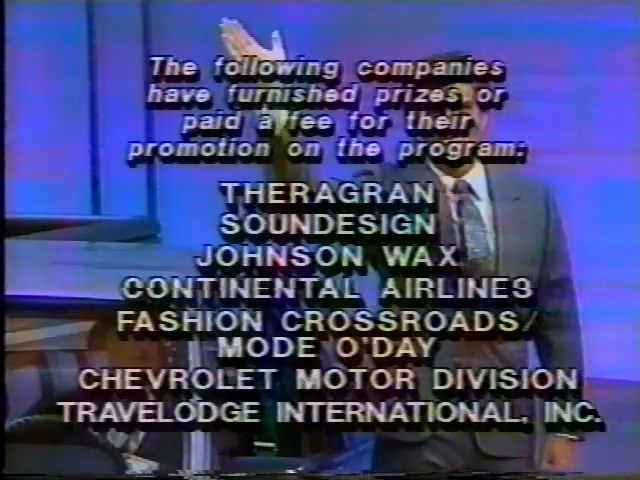 The following companies
have furnished prizes or
paid a fee for their
promotion on the program:
THERAGRAN
SOUNDESIGN
JOHNSON WAX
CONTINENTAL AIRLINES
FASHION CROSSROADS/
MODE O'DAY
CHEVROLET MOTOR DIVISION
TRAVELODGE INTERNATIONAL, INC.